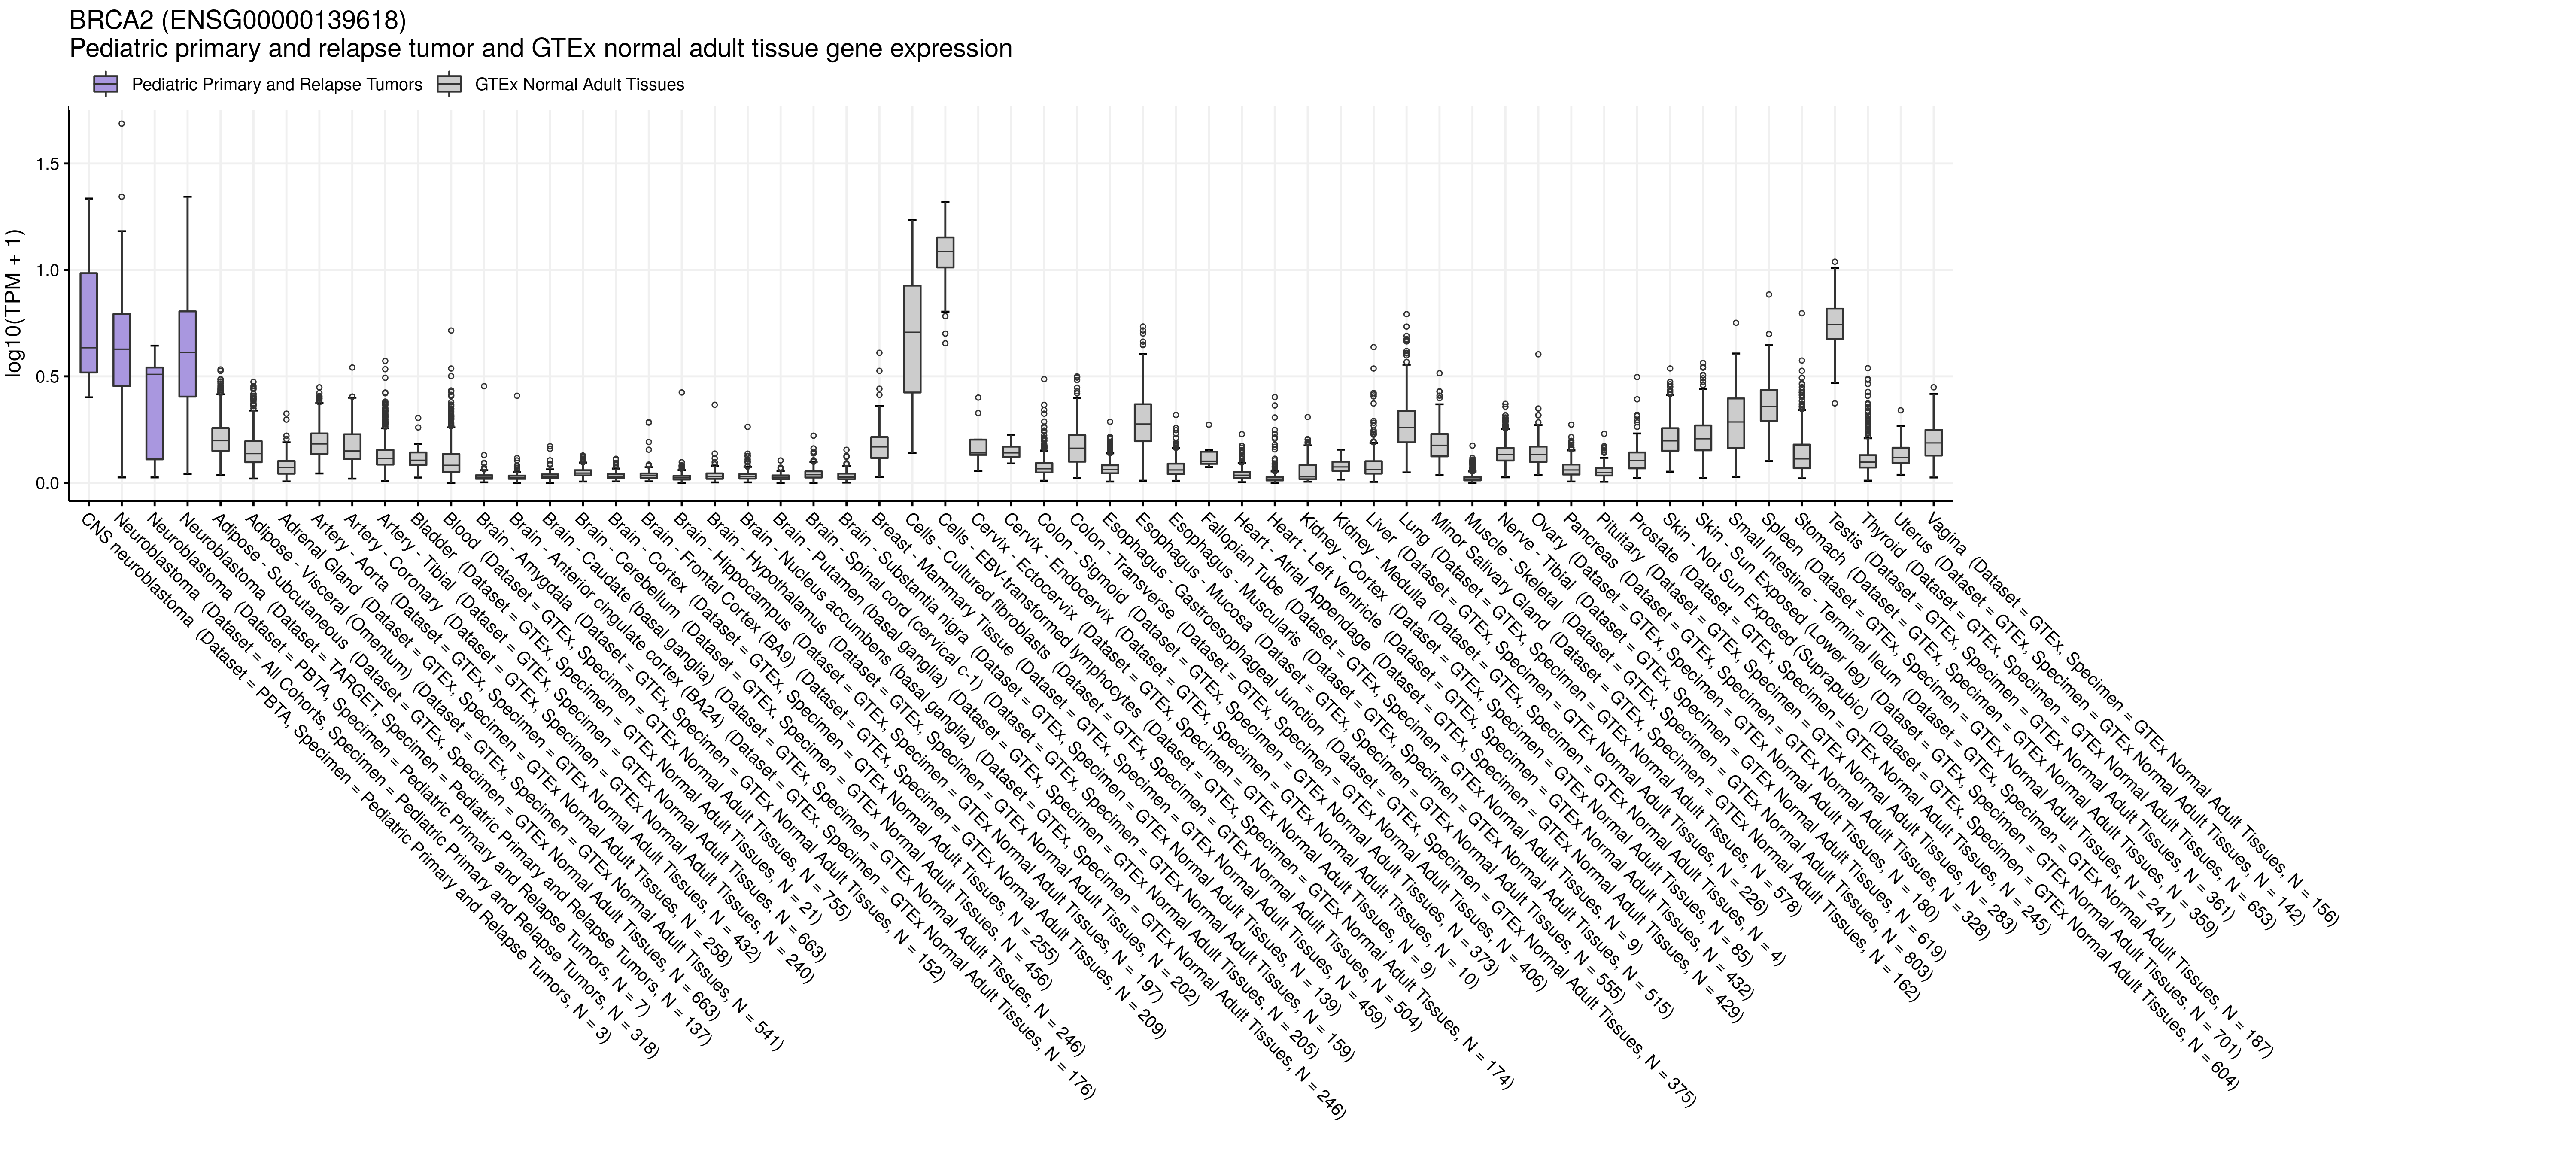 BRCA2 (ENSG00000139618)
Pediatric primary and relapse tumor and GTEx normal adult tissue gene expression
Pediatric Primary and Relapse Tumors
GTEx Normal Adult Tissues
log10(TPM + 1)
1.5
1.0
0.5
0.0
CNS neuroblastoma (Dataset = PBTA, Specimen = Pediatric Primary and Relapse Tumors, N = 3)
Neuroblastoma (Dataset = All Cohorts, Specimen = Pediatric Primary and Relapse Tumors, N = 318)
Neuroblastoma (Dataset = PBTA, Specimen = Pediatric Primary and Relapse Tumors, N = 7)
Neuroblastoma (Dataset = TARGET, Specimen = Pediatric Primary and Relapse Tumors, N = 137)
Adipose - Subcutaneous (Dataset = GTEx, Specimen = GTEx Normal Adult Tissues, N = 663)
Adipose - Visceral (Omentum) (Dataset = GTEx, Specimen = GTEx Normal Adult Tissues, N = 541)
Adrenal Gland (Dataset = GTEx, Specimen = GTEx Normal Adult Tissues, N = 258)
Artery - Aorta (Dataset = GTEx, Specimen = GTEx Normal Adult Tissues, N = 432)
Artery - Coronary (Dataset = GTEx, Specimen = GTEx Normal Adult Tissues, N = 240)
Artery - Tibial (Dataset = GTEx, Specimen = GTEx Normal Adult Tissues, N = 663)
Bladder (Dataset = GTEx, Specimen = GTEx Normal Adult Tissues, N = 21)
Blood (Dataset = GTEx, Specimen = GTEx Normal Adult Tissues, N = 755)
Brain - Amygdala (Dataset = GTEx, Specimen = GTEx Normal Adult Tissues, N = 152)
Brain - Anterior cingulate cortex (BA24) (Dataset = GTEx, Specimen = GTEx Normal Adult Tissues, N = 176)
Brain - Caudate (basal ganglia) (Dataset = GTEx, Specimen = GTEx Normal Adult Tissues, N = 246)
Brain - Cerebellum (Dataset = GTEx, Specimen = GTEx Normal Adult Tissues, N = 456)
Brain - Cortex (Dataset = GTEx, Specimen = GTEx Normal Adult Tissues, N = 255)
Brain - Frontal Cortex (BA9) (Dataset = GTEx, Specimen = GTEx Normal Adult Tissues, N = 209)
Brain - Hippocampus (Dataset = GTEx, Specimen = GTEx Normal Adult Tissues, N = 197)
Brain - Hypothalamus (Dataset = GTEx, Specimen = GTEx Normal Adult Tissues, N = 202)
Brain - Nucleus accumbens (basal ganglia) (Dataset = GTEx, Specimen = GTEx Normal Adult Tissues, N = 246)
Brain - Putamen (basal ganglia) (Dataset = GTEx, Specimen = GTEx Normal Adult Tissues, N = 205)
Brain - Spinal cord (cervical c-1) (Dataset = GTEx, Specimen = GTEx Normal Adult Tissues, N = 159)
Brain - Substantia nigra (Dataset = GTEx, Specimen = GTEx Normal Adult Tissues, N = 139)
Breast - Mammary Tissue (Dataset = GTEx, Specimen = GTEx Normal Adult Tissues, N = 459)
Cells - Cultured fibroblasts (Dataset = GTEx, Specimen = GTEx Normal Adult Tissues, N = 504)
Cells - EBV-transformed lymphocytes (Dataset = GTEx, Specimen = GTEx Normal Adult Tissues, N = 174)
Cervix - Ectocervix (Dataset = GTEx, Specimen = GTEx Normal Adult Tissues, N = 9)
Cervix - Endocervix (Dataset = GTEx, Specimen = GTEx Normal Adult Tissues, N = 10)
Colon - Sigmoid (Dataset = GTEx, Specimen = GTEx Normal Adult Tissues, N = 373)
Colon - Transverse (Dataset = GTEx, Specimen = GTEx Normal Adult Tissues, N = 406)
Esophagus - Gastroesophageal Junction (Dataset = GTEx, Specimen = GTEx Normal Adult Tissues, N = 375)
Esophagus - Mucosa (Dataset = GTEx, Specimen = GTEx Normal Adult Tissues, N = 555)
Esophagus - Muscularis (Dataset = GTEx, Specimen = GTEx Normal Adult Tissues, N = 515)
Fallopian Tube (Dataset = GTEx, Specimen = GTEx Normal Adult Tissues, N = 9)
Heart - Atrial Appendage (Dataset = GTEx, Specimen = GTEx Normal Adult Tissues, N = 429)
Heart - Left Ventricle (Dataset = GTEx, Specimen = GTEx Normal Adult Tissues, N = 432)
Kidney - Cortex (Dataset = GTEx, Specimen = GTEx Normal Adult Tissues, N = 85)
Kidney - Medulla (Dataset = GTEx, Specimen = GTEx Normal Adult Tissues, N = 4)
Liver (Dataset = GTEx, Specimen = GTEx Normal Adult Tissues, N = 226)
Lung (Dataset = GTEx, Specimen = GTEx Normal Adult Tissues, N = 578)
Minor Salivary Gland (Dataset = GTEx, Specimen = GTEx Normal Adult Tissues, N = 162)
Muscle - Skeletal (Dataset = GTEx, Specimen = GTEx Normal Adult Tissues, N = 803)
Nerve - Tibial (Dataset = GTEx, Specimen = GTEx Normal Adult Tissues, N = 619)
Ovary (Dataset = GTEx, Specimen = GTEx Normal Adult Tissues, N = 180)
Pancreas (Dataset = GTEx, Specimen = GTEx Normal Adult Tissues, N = 328)
Pituitary (Dataset = GTEx, Specimen = GTEx Normal Adult Tissues, N = 283)
Prostate (Dataset = GTEx, Specimen = GTEx Normal Adult Tissues, N = 245)
Skin - Not Sun Exposed (Suprapubic) (Dataset = GTEx, Specimen = GTEx Normal Adult Tissues, N = 604)
Skin - Sun Exposed (Lower leg) (Dataset = GTEx, Specimen = GTEx Normal Adult Tissues, N = 701)
Small Intestine - Terminal Ileum (Dataset = GTEx, Specimen = GTEx Normal Adult Tissues, N = 187)
Spleen (Dataset = GTEx, Specimen = GTEx Normal Adult Tissues, N = 241)
Stomach (Dataset = GTEx, Specimen = GTEx Normal Adult Tissues, N = 359)
Testis (Dataset = GTEx, Specimen = GTEx Normal Adult Tissues, N = 361)
Thyroid (Dataset = GTEx, Specimen = GTEx Normal Adult Tissues, N = 653)
Uterus (Dataset = GTEx, Specimen = GTEx Normal Adult Tissues, N = 142)
Vagina (Dataset = GTEx, Specimen = GTEx Normal Adult Tissues, N = 156)